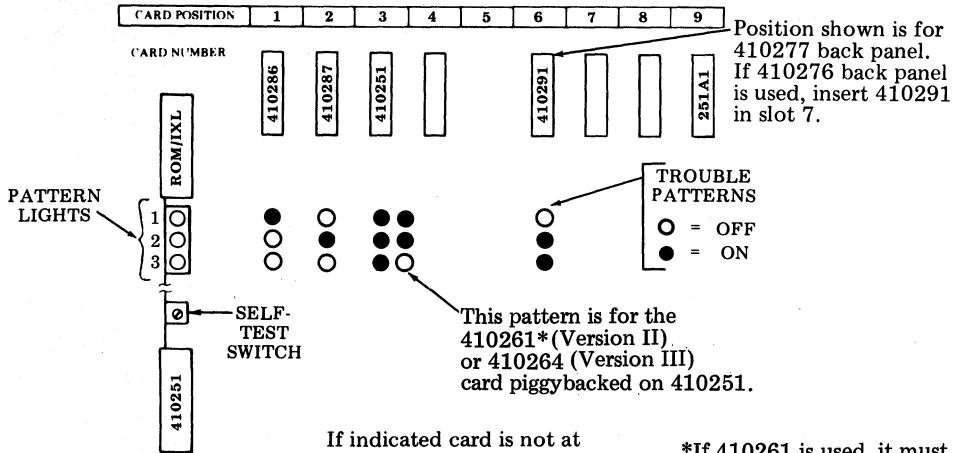 CARD POSITION 1 2 3 4 5 6 7 8 9
CARD NUMBER
410286
410287
410251
410291
251A1
Position shown is for
410277 back panel.
If 410276 back panel
is used, insert 410291
in slot 7.
ROM/IXL
PATTERN
LIGHTS
1
2
3
TROUBLE
PATTERNS
= OFF
= ON
SELF-
TEST
SWITCH
This pattern is for the
410261* (Version II)
or 410264 (Version III)
card piggybacked on 410251.
410251
If indicated card is not at
*If 410261 is used, it must